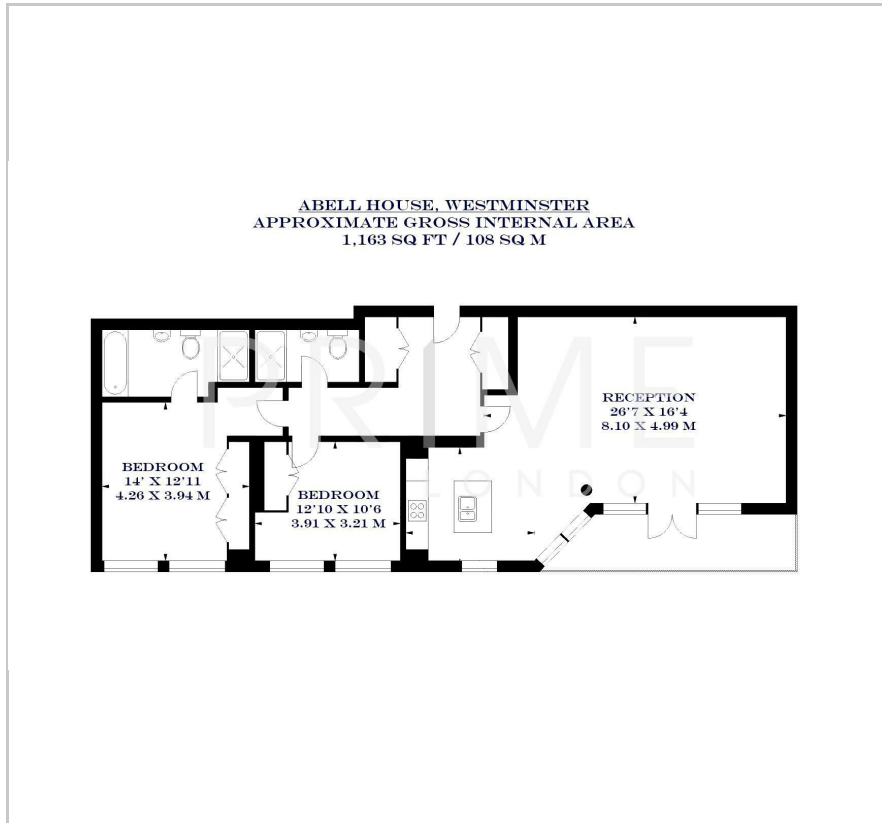 ABELL HOUSE, WESTMINSTER
APPROXIMATE GROSS INTERNAL AREA
1,163 SQ FT / 108 SQ M
PRIME
LONDON
RECEPTION
26'7 X 16'4
8.10 X 4.99 M
BEDROOM
14' X 12'11
4.26 X 3.94 M
BEDROOM
12'10 X 10'6
3.91 X 3.21 M